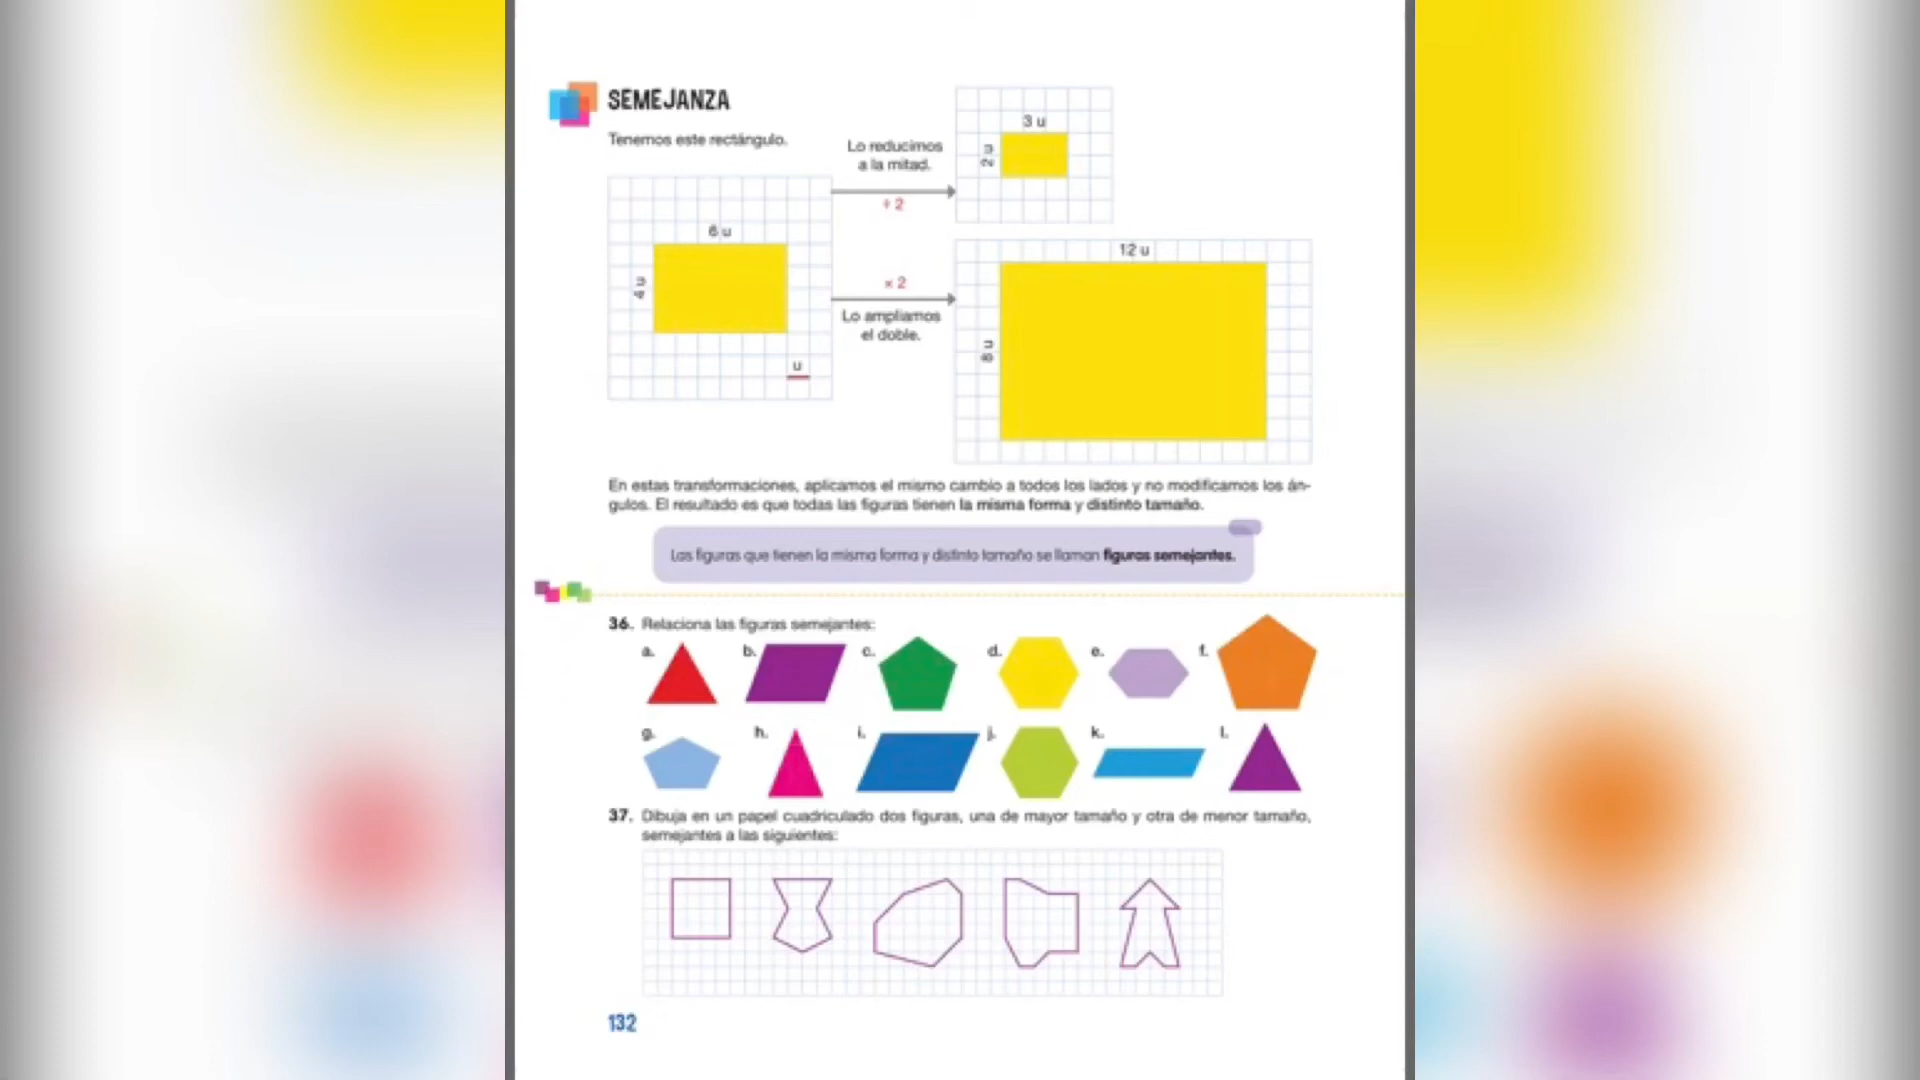 SEMEJANZA
Tenemos este rectángulo.
Lo reducimos
a la mitad.
÷ 2
3 u
2 u
6 u
4 u
u
× 2
Lo ampliamos
el doble.
12 u
8 u
En estas transformaciones, aplicamos el mismo cambio a todos los lados y no modificamos los án-
gulos. El resultado es que todas las figuras tienen la misma forma y distinto tamaño.
Las figuras que tienen la misma forma y distinto tamaño se llaman figuras semejantes.
36. Relaciona las figuras semejantes:
a. b. c. d. e. f.
g. h. i. j. k. l.
37. Dibuja en un papel cuadriculado dos figuras, una de mayor tamaño y otra de menor tamaño,
semejantes a las siguientes:
132